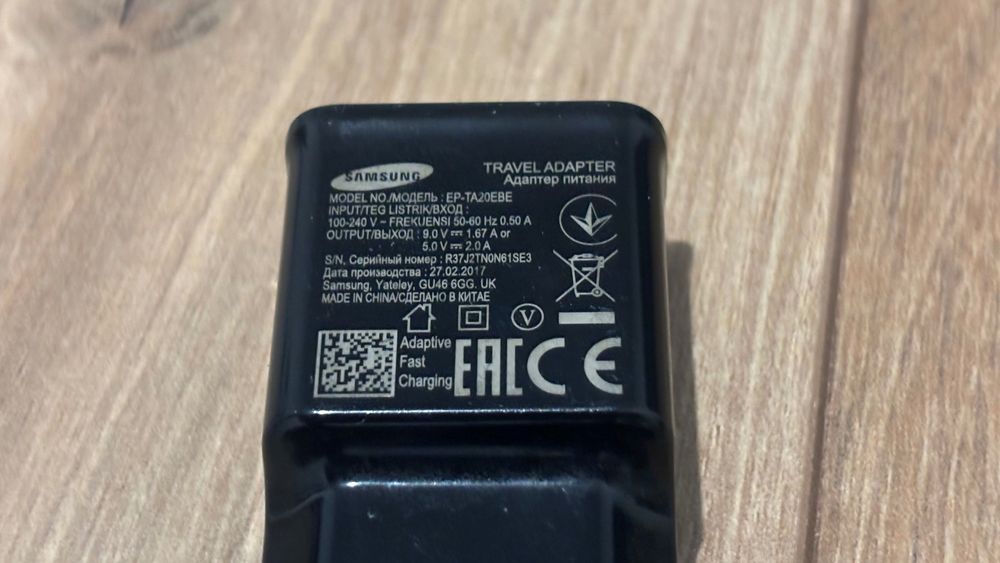 SAMSUNG
TRAVEL ADAPTER
Адаптер питания
MODEL NO./МОДЕЛЬ : EP-TA20EBE
INPUT/TEG LISTRIK/ВХОД :
100-240 V ~ FREKUENSI 50-60 Hz 0.50 A
OUTPUT/ВЫХОД : 9.0 V ⎓ 1.67 A or
5.0 V ⎓ 2.0 A
S/N, Серийный номер : R37J2TN0N61SE3
Дата производства : 27.02.2017
Samsung, Yateley, GU46 6GG. UK
MADE IN CHINA/СДЕЛАНО В КИТАЕ
V
Adaptive
Fast
Charging
EAC CE